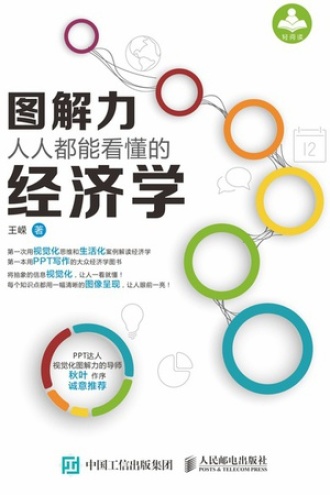 轻阅读
图解力
人人都能看懂的
经济学
王嵘 著
第一次用视觉化思维和生活化案例解读经济学
第一本用PPT写作的大众经济学图书
将抽象的信息视觉化，让人一看就懂！
每个知识点都用一幅清晰的图像呈现，让人眼前一亮！
12
PPT达人
视觉化图解力的导师
秋叶 作序
诚意推荐
中国工信出版集团
人民邮电出版社
POSTS & TELECOM PRESS